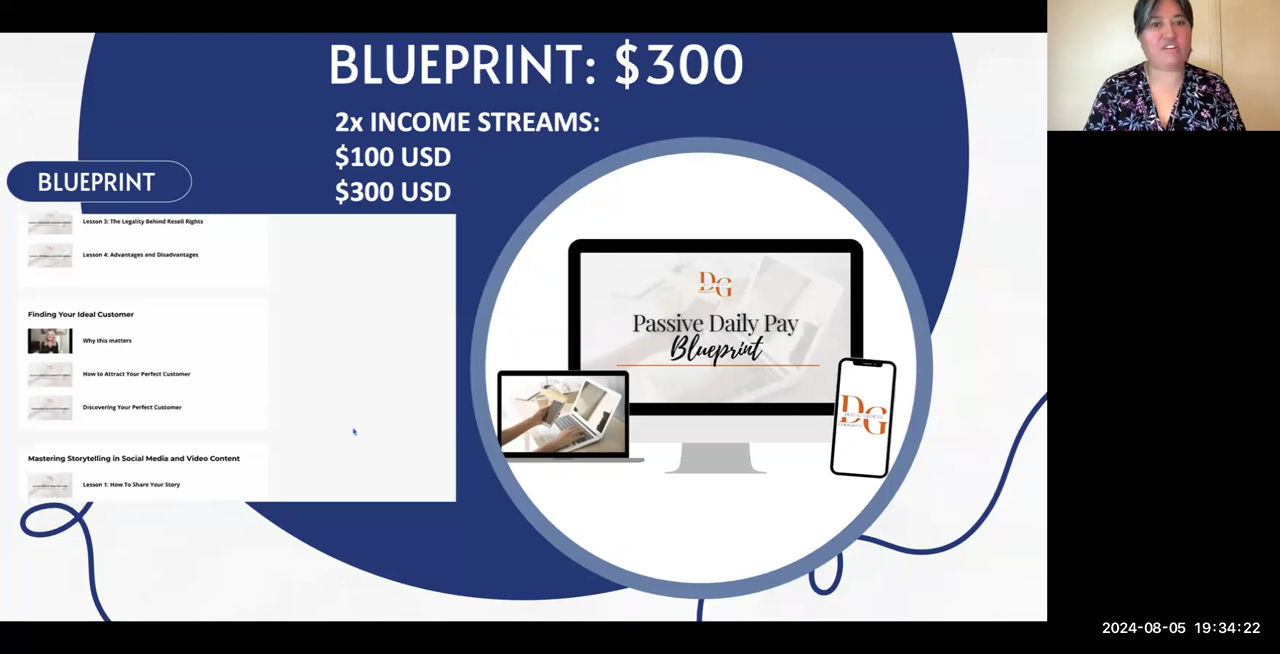 BLUEPRINT: $300
2x INCOME STREAMS:
$100 USD
$300 USD
BLUEPRINT
Lesson 3: The Legality Behind Resell Rights
Lesson 4: Advantages and Disadvantages
Finding Your Ideal Customer
Why this matters
How to Attract Your Perfect Customer
Discovering Your Perfect Customer
Mastering Storytelling in Social Media and Video Content
Lesson 1: How To Share Your Story
DG
Passive Daily Pay
Blueprint
DG
2024-08-05 19:34:22